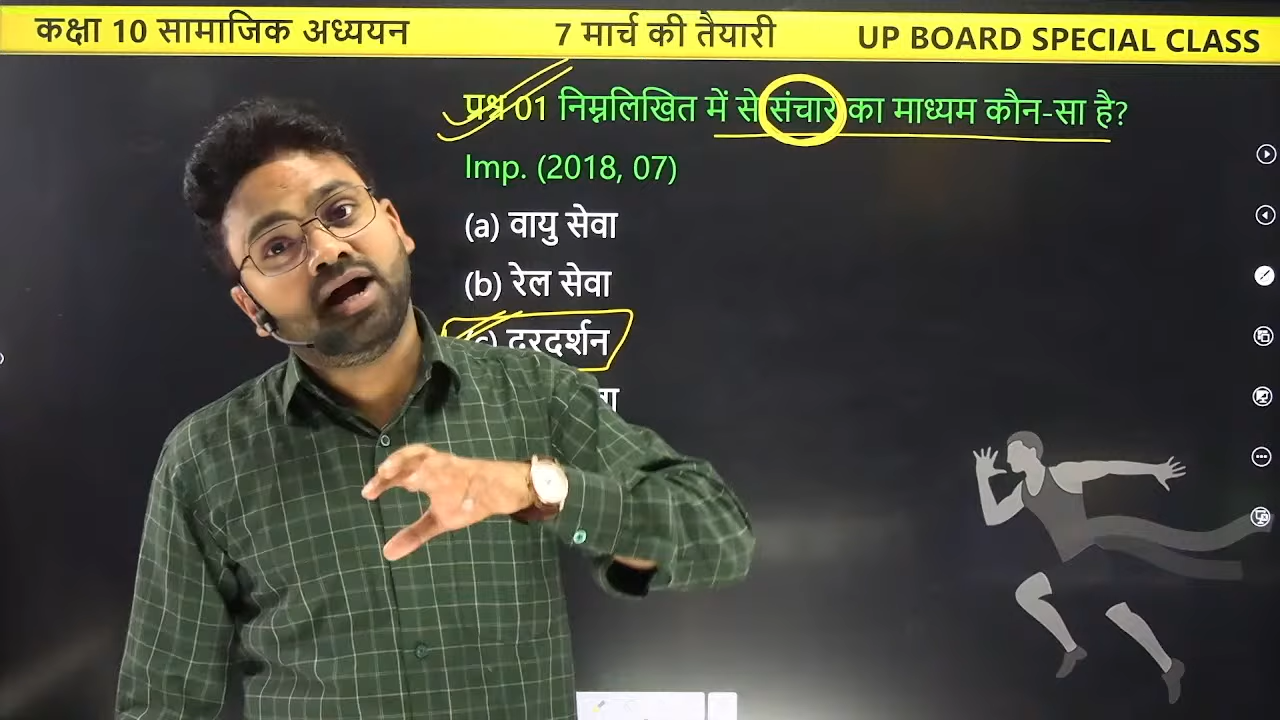 कक्षा 10 सामाजिक अध्ययन
7 मार्च की तैयारी
UP BOARD SPECIAL CLASS
प्रश्न 01 निम्नलिखित में से संचार का माध्यम कौन-सा है?
Imp. (2018, 07)
(a) वायु सेवा
(b) रेल सेवा
(c) दूरदर्शन